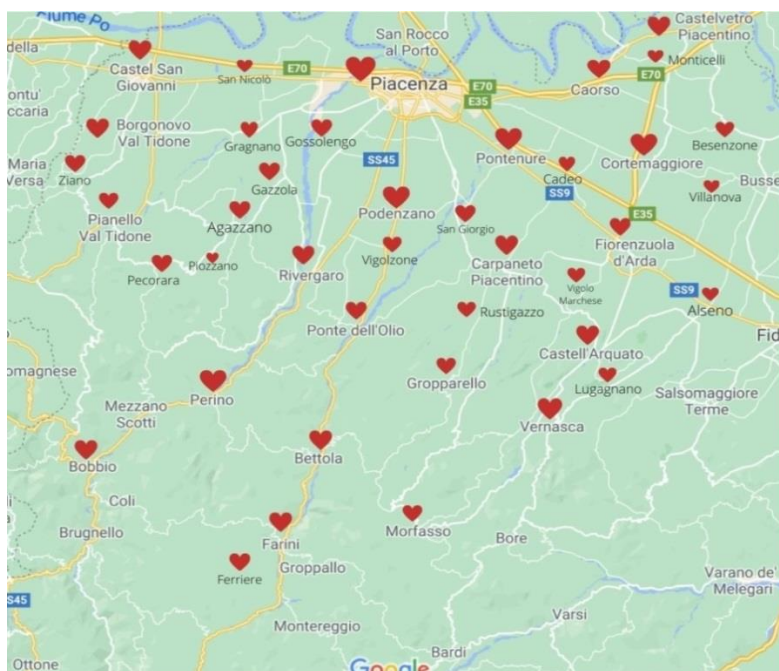 Fiume Po
San Rocco
al Porto
Castelvetro
Piacentino
della
Castel San
Giovanni
San Nicolò
E70
Piacenza
E70
E35
Caorso
Monticelli
E70
ont'u'
ccaria
Borgonovo
Val Tidone
Gragnano
Gossolengo
Pontenure
Cortemaggiore
Besenzone
Maria
Versa
Ziano
Gazzola
SS45
Cadeo
SS9
Villanova
Busse
Pianello
Val Tidone
Agazzano
Podenzano
San Giorgio
E35
Fiorenzuola
d'Arda
Pecorara
Piozzano
Rivergaro
Vigolzone
Carpaneto
Piacentino
Vigolo
Marchese
SS9
Alseno
Ponte dell'Olio
Rustigazzo
Fid
Castell'Arquato
omagnese
Perino
Gropparello
Lugagnano
Salsomaggiore
Terme
Mezzano
Scotti
Vernasca
Bobbio
Bettola
Coli
Brugnello
Farini
Morfasso
Bore
Ferriere
Groppallo
Varano de'
Melegari
SS45
Montereggio
Varsi
Ottone
Google
Bardi